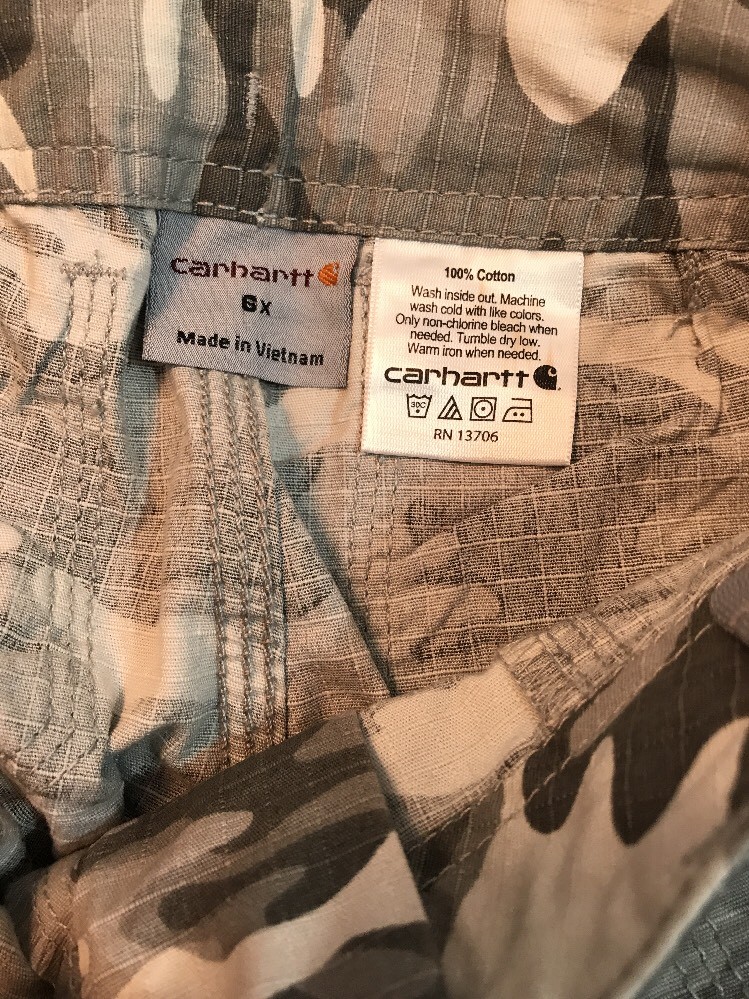 carhartt
6x
Made in Vietnam
100% Cotton
Wash inside out. Machine
wash cold with like colors.
Only non-chlorine bleach when
needed. Tumble dry low.
Warm iron when needed.
carhartt
30C
RN 13706